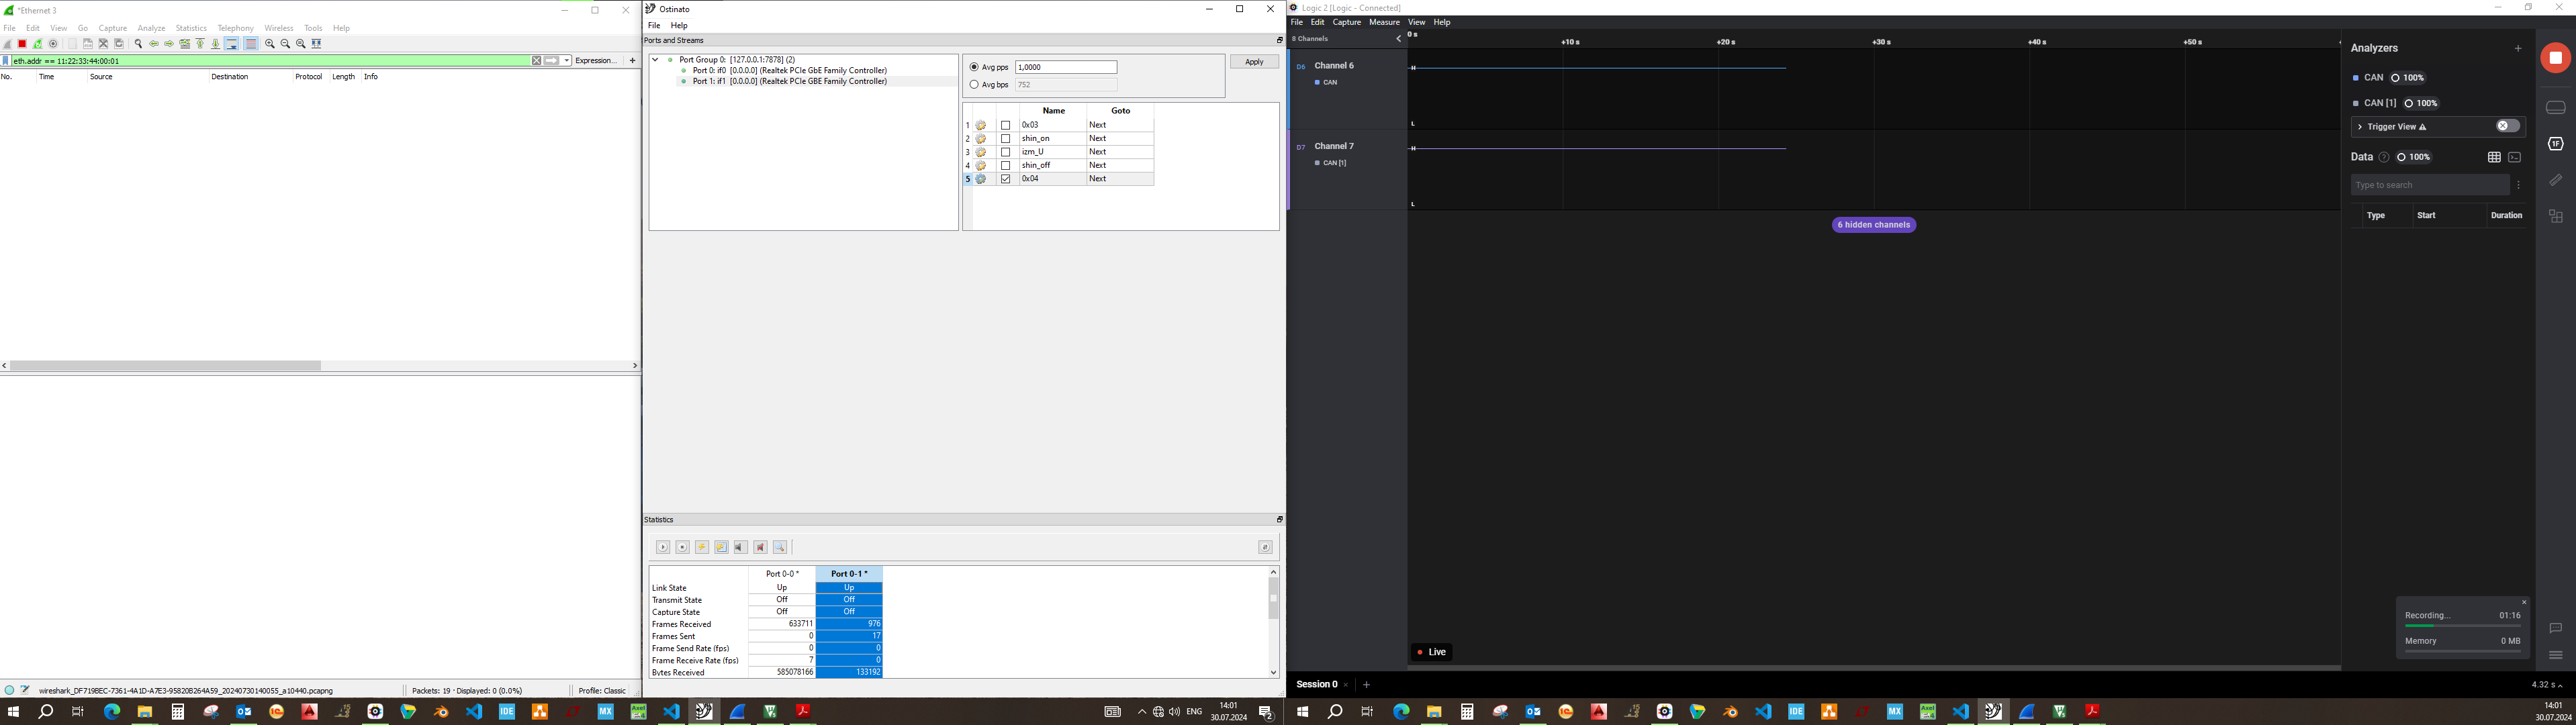 *Ethernet 3
File Edit View Go Capture Analyze Statistics Telephony Wireless Tools Help
eth.addr == 11:22:33:44:00:01
Expression... +
No. Time Source Destination Protocol Length Info
wireshark_DF719BEC-7361-4A1D-A7E3-95820B264A59_20240730140055_a10440.pcapng
Packets: 19 · Displayed: 0 (0.0%)
Profile: Classic
Ostinato
File Help
Ports and Streams
Port Group 0: [127.0.0.1:7878] (2)
Port 0: if0 [0.0.0.0] (Realtek PCIe GbE Family Controller)
Port 1: if1 [0.0.0.0] (Realtek PCIe GBE Family Controller)
Avg pps 1,0000
Avg bps 752
Apply
Name Goto
1 0x03 Next
2 shin_on Next
3 izm_U Next
4 shin_off Next
5 0x04 Next
Statistics
Port 0-0 * Port 0-1 *
Link State Up Up
Transmit State Off Off
Capture State Off Off
Frames Received 633711 976
Frames Sent 0 17
Frame Send Rate (fps) 0 0
Frame Receive Rate (fps) 7 0
Bytes Received 585078166 133192
Logic 2 [Logic - Connected]
File Edit Capture Measure View Help
8 Channels
0 s
+10 s +20 s +30 s +40 s +50 s
D6 Channel 6
CAN
H
L
D7 Channel 7
CAN [1]
H
L
6 hidden channels
Live
Session 0 × +
Analyzers +
CAN 100%
CAN [1] 100%
Trigger View
Data 100%
Type to search
Type Start Duration
1F
Recording... 01:16
Memory 0 MB
4.32 s
IDE
MX
ENG
14:01
30.07.2024
2
IDE
MX
14:01
30.07.2024